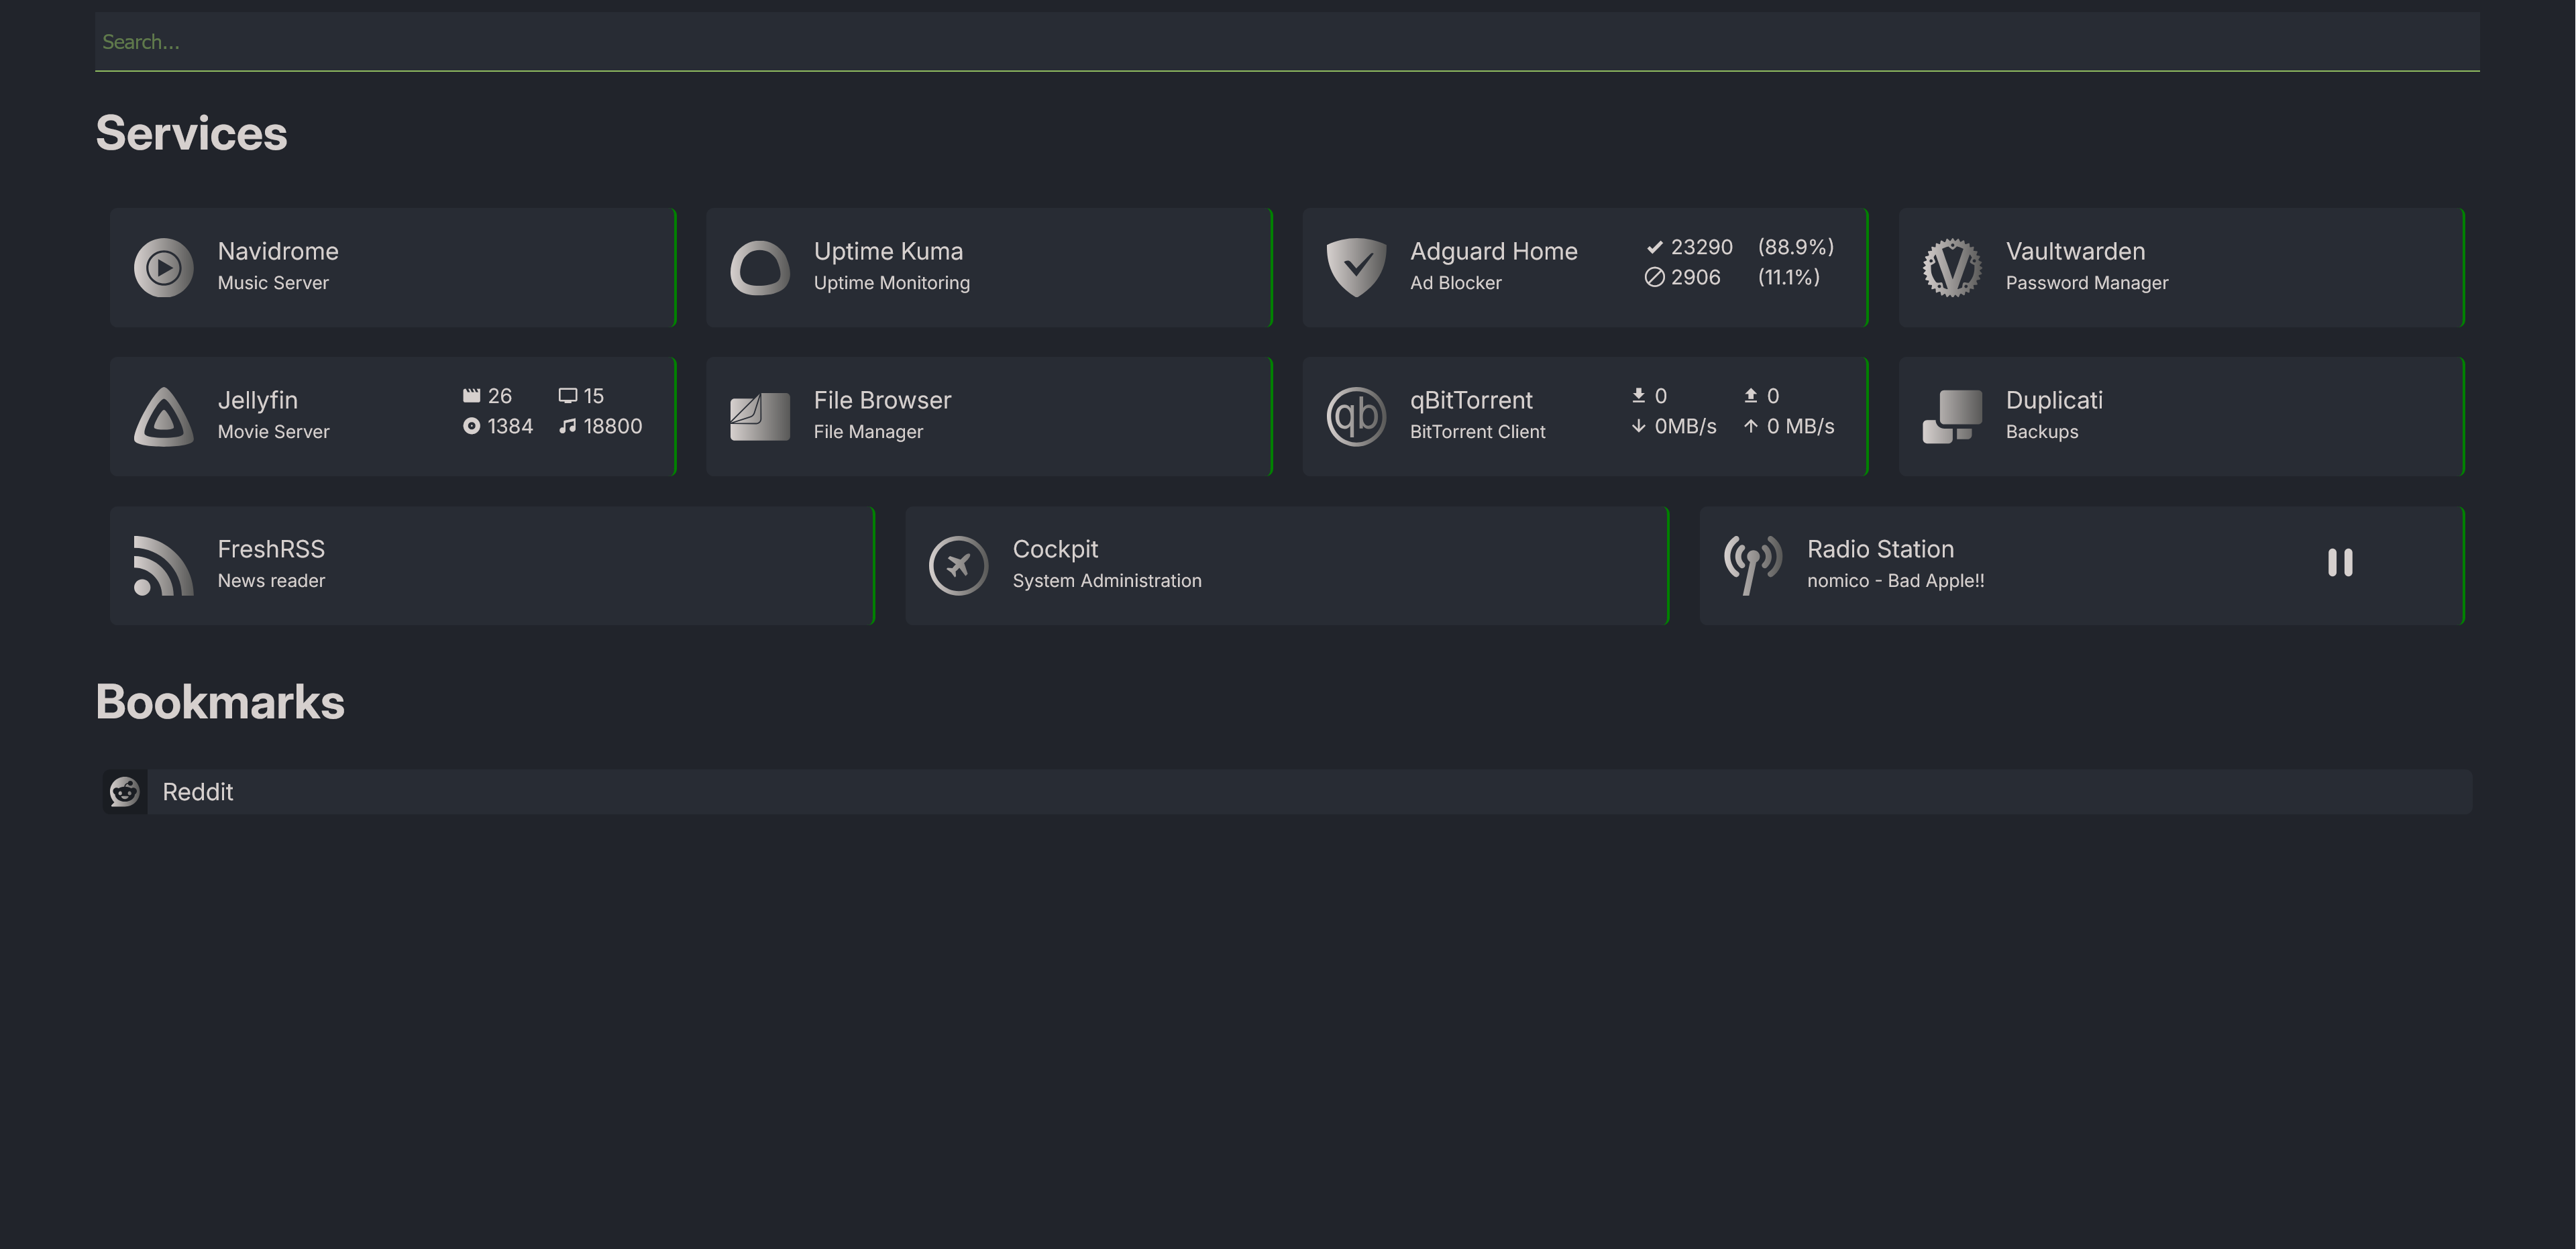 Search...
Services
Navidrome
Music Server
Uptime Kuma
Uptime Monitoring
Adguard Home
Ad Blocker
23290 (88.9%)
2906 (11.1%)
Vaultwarden
Password Manager
Jellyfin
Movie Server
26 15
1384 18800
File Browser
File Manager
qb
qBitTorrent
BitTorrent Client
0 0
0MB/s 0 MB/s
Duplicati
Backups
FreshRSS
News reader
Cockpit
System Administration
Radio Station
nomico - Bad Apple!!
Bookmarks
Reddit